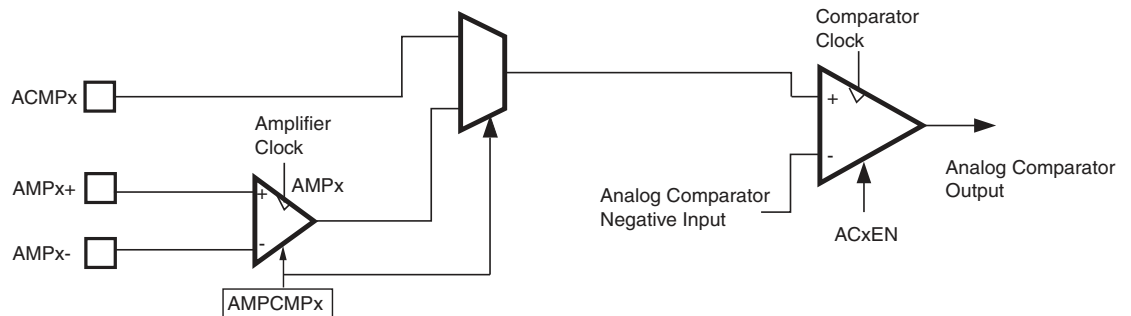 Comparator
Clock
ACMPx
+
Amplifier
Clock
-
AMPx
Analog Comparator
Output
AMPx+
+
Analog Comparator
Negative Input
AMPx-
-
ACxEN
AMPCMPx